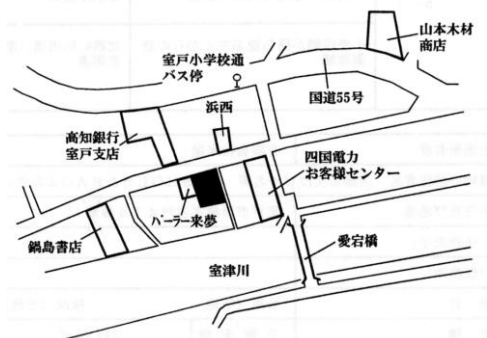 山本木材
商店
室戸小学校通
バス停
国道55号
浜西
高知銀行
室戸支店
四国電力
お客様センター
パーラー来夢
鍋島書店
愛宕橋
室津川